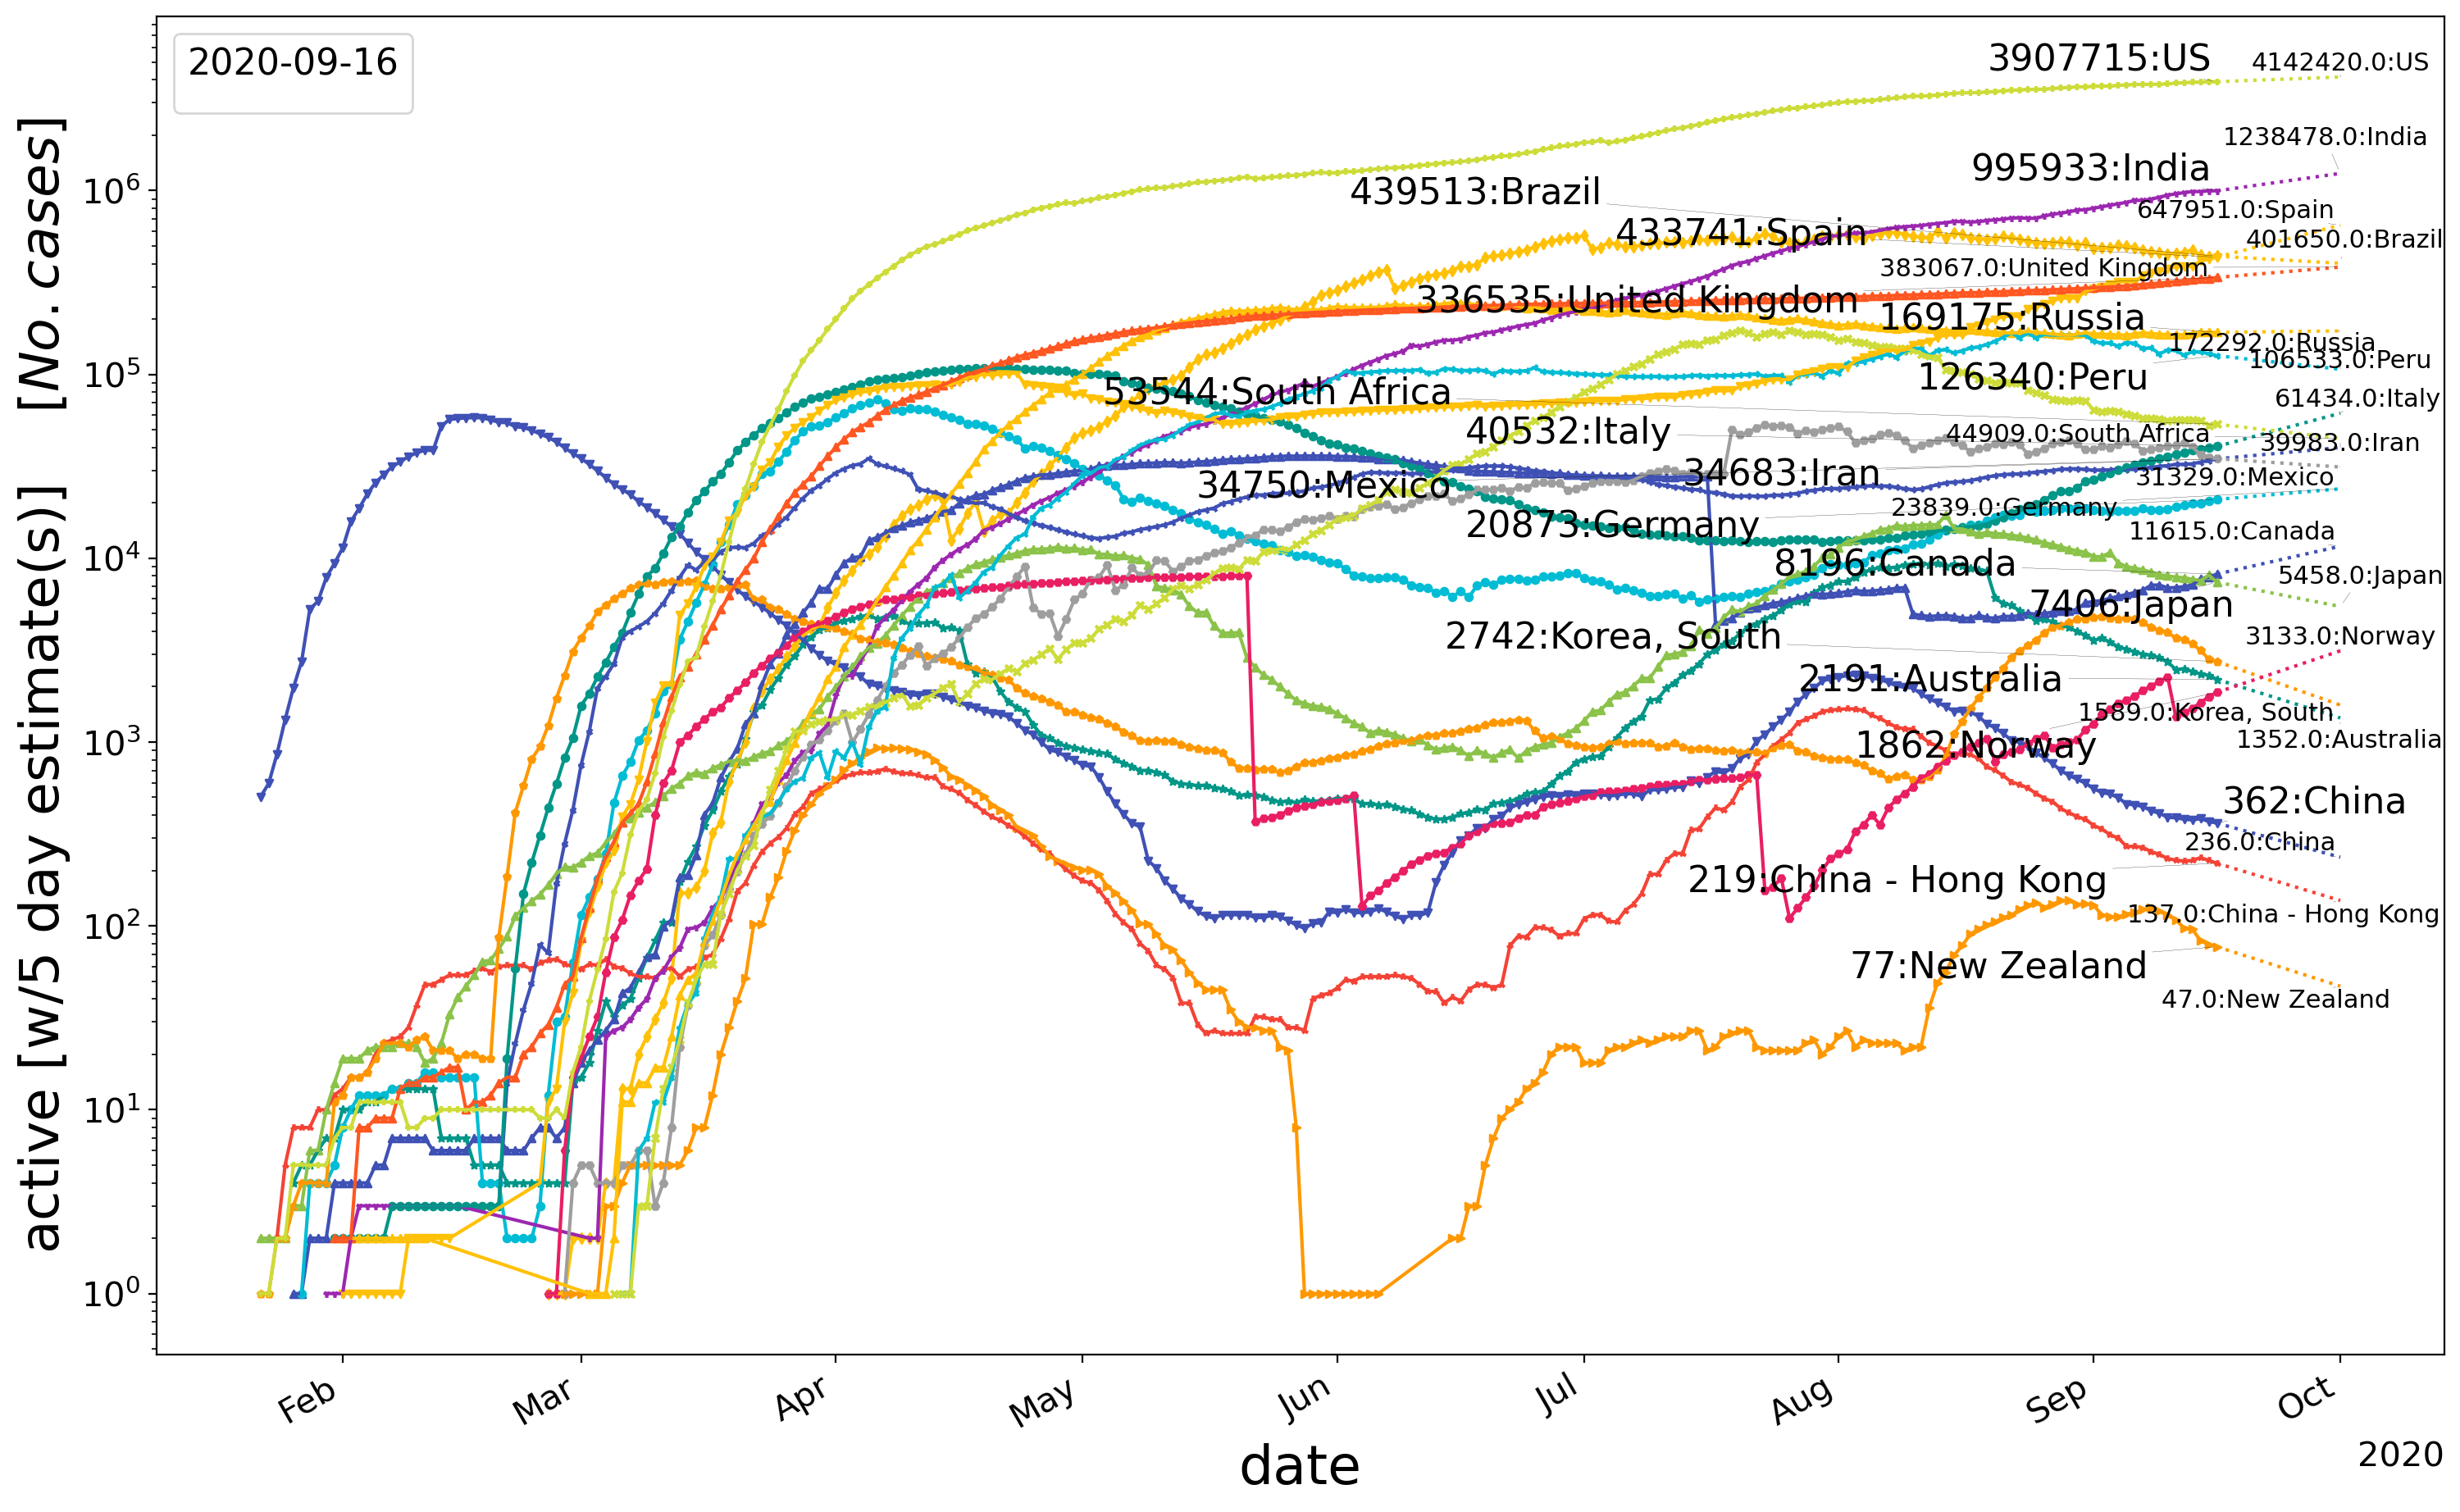 2020-09-16
active [w/5 day estimate(s)] [No.cases]
10^6
10^5
10^4
10^3
10^2
10^1
10^0
3907715:US
4142420.0:US
1238478.0:India
995933:India
439513:Brazil
647951.0:Spain
433741:Spain
401650.0:Brazil
383067.0:United Kingdom
336535:United Kingdom
169175:Russia
172292.0:Russia
106533.0:Peru
126340:Peru
53544:South Africa
61434.0:Italy
40532:Italy
44909.0:South Africa
39983.0:Iran
34683:Iran
34750:Mexico
31329.0:Mexico
23839.0:Germany
20873:Germany
11615.0:Canada
8196:Canada
5458.0:Japan
7406:Japan
2742:Korea, South
3133.0:Norway
2191:Australia
1589.0:Korea, South
1352.0:Australia
1862:Norway
362:China
236.0:China
219:China - Hong Kong
137.0:China - Hong Kong
77:New Zealand
47.0:New Zealand
Feb
Mar
Apr
May
Jun
Jul
Aug
Sep
Oct
2020
date